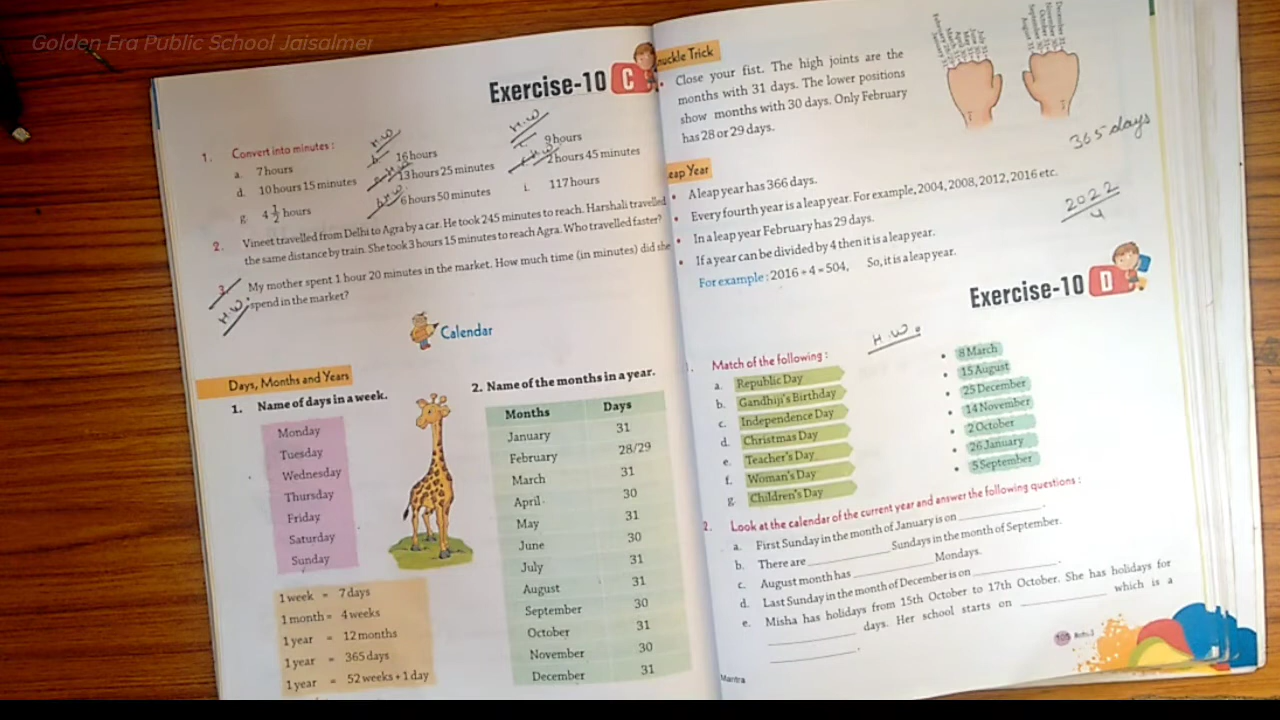 Golden Era Public School Jaisalmer
Exercise-10 C
1. Convert into minutes :
a. 7 hours
H.W 16 hours
H.W c. 9 hours
d. 10 hours 15 minutes
H.W 13 hours 25 minutes
H.W 2 hours 45 minutes
g. 4 1/2 hours
H.W 6 hours 50 minutes
i. 117 hours
2. Vineet travelled from Delhi to Agra by a car. He took 245 minutes to reach. Harshali travelled
the same distance by train. She took 3 hours 15 minutes to reach Agra. Who travelled faster?
3. My mother spent 1 hour 20 minutes in the market. How much time (in minutes) did she
H.W. spend in the market?
Calendar
Days, Months and Years
1. Name of days in a week.
Monday
Tuesday
Wednesday
Thursday
Friday
Saturday
Sunday
1 week = 7 days
1 month = 4 weeks
1 year = 12 months
1 year = 365 days
1 year = 52 weeks + 1 day
2. Name of the months in a year.
Months Days
January 31
February 28/29
March 31
April 30
May 31
June 30
July 31
August 31
September 30
October 31
November 30
December 31
nuckle Trick
Close your fist. The high joints are the
months with 31 days. The lower positions
show months with 30 days. Only February
has 28 or 29 days.
365 days
eap Year
• A leap year has 366 days.
• Every fourth year is a leap year. For example, 2004, 2008, 2012, 2016 etc.
• In a leap year February has 29 days.
• If a year can be divided by 4 then it is a leap year.
For example : 2016 ÷ 4 = 504, So, it is a leap year.
2022
4
Exercise-10 D
H.W.
1. Match of the following :
a. Republic Day • 8 March
b. Gandhiji's Birthday • 15 August
c. Independence Day • 25 December
d. Christmas Day • 14 November
e. Teacher's Day • 2 October
f. Woman's Day • 26 January
g. Children's Day • 5 September
2. Look at the calendar of the current year and answer the following questions :
a. First Sunday in the month of January is on ____________.
b. There are ____________ Sundays in the month of September.
c. August month has ____________ Mondays.
d. Last Sunday in the month of December is on ____________.
e. Misha has holidays from 15th October to 17th October. She has holidays for
____________ days. Her school starts on ____________ which is a
____________.
Mantra